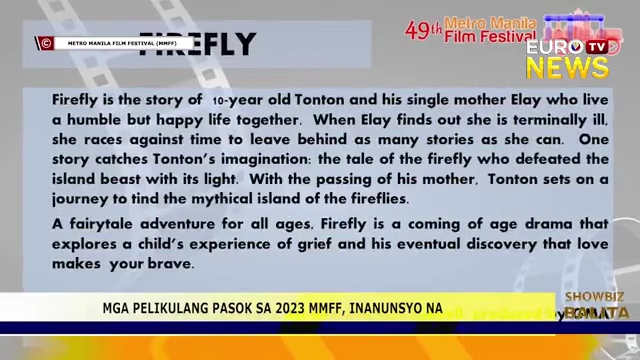 © METRO MANILA FILM FESTIVAL (MMFF)
FIREFLY
49th Metro Manila
Film Festival
EURO TV
NEWS
Firefly is the story of 10-year old Tonton and his single mother Elay who live
a humble but happy life together. When Elay finds out she is terminally ill,
she races against time to leave behind as many stories as she can. One
story catches Tonton's imagination: the tale of the firefly who defeated the
island beast with its light. With the passing of his mother, Tonton sets on a
journey to tind the mythical island of the fireflies.
A fairytale adventure for all ages, Firefly is a coming of age drama that
explores a child's experience of grief and his eventual discovery that love
makes your brave.
MGA PELIKULANG PASOK SA 2023 MMFF, INANUNSYO NA
SHOWBIZ
BALITA
produced by GMA